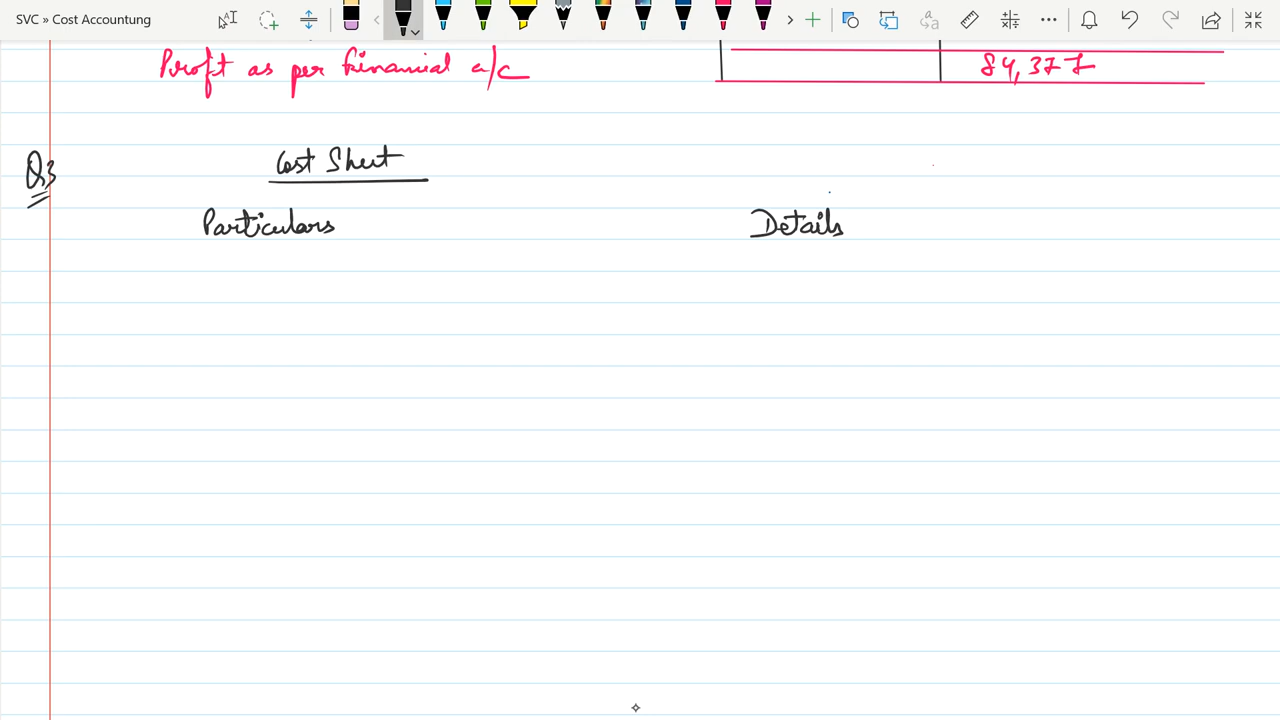 SVC » Cost Accountung
Profit as per financial a/c 84,377
Q3 Cost Sheet
Particulars Details